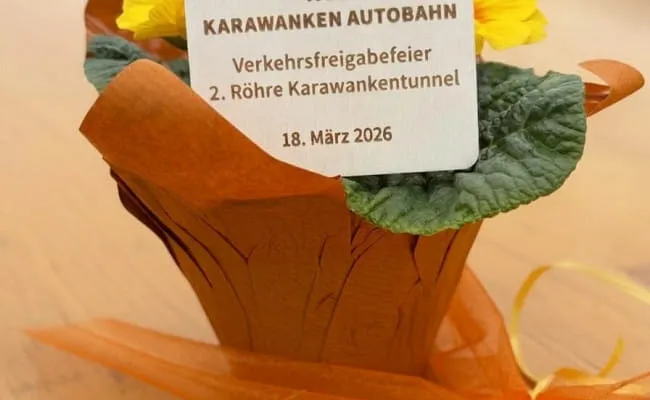 KARAWANKEN AUTOBAHN
Verkehrsfreigabefeier
2. Röhre Karawankentunnel
18. März 2026